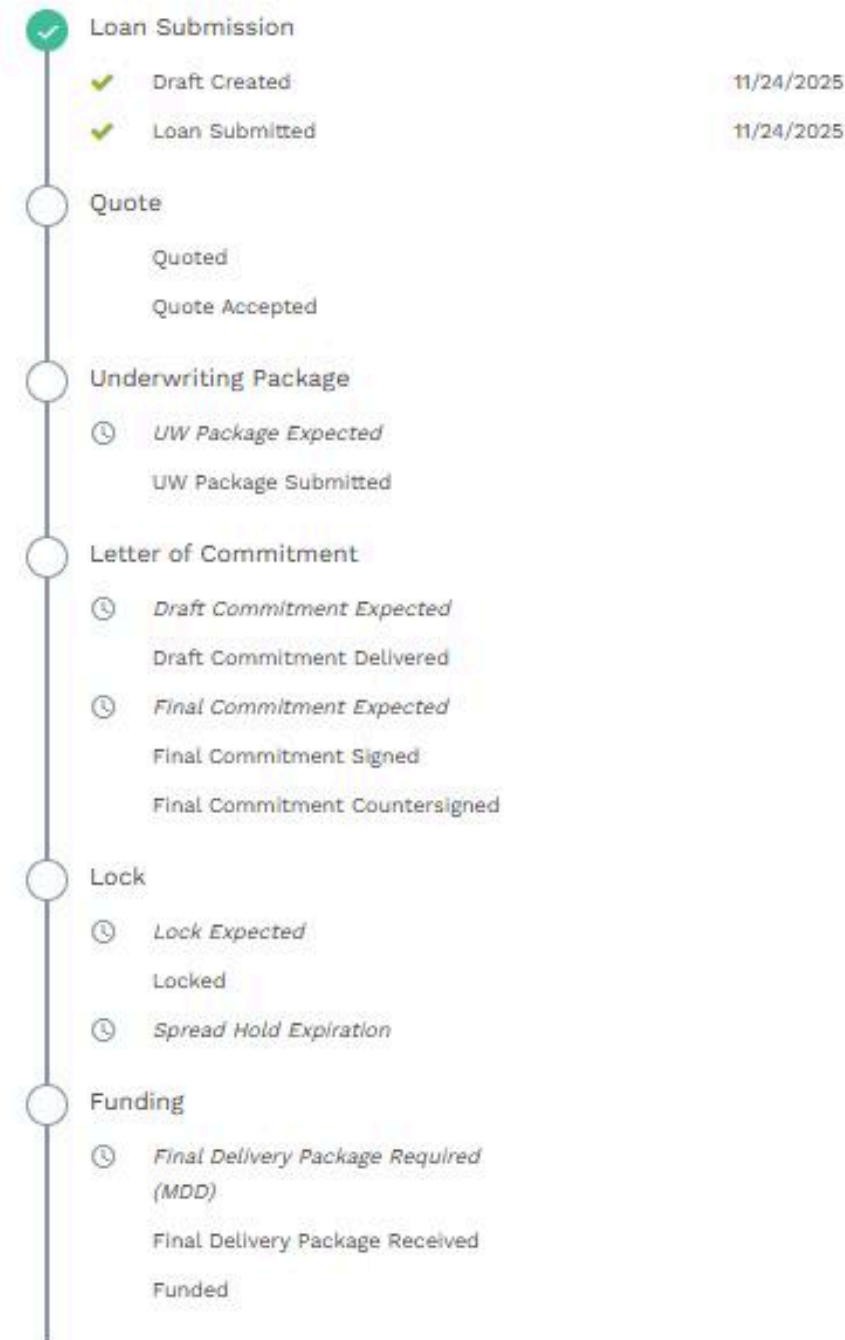 Loan Submission
Draft Created 11/24/2025
Loan Submitted 11/24/2025
Quote
Quoted
Quote Accepted
Underwriting Package
UW Package Expected
UW Package Submitted
Letter of Commitment
Draft Commitment Expected
Draft Commitment Delivered
Final Commitment Expected
Final Commitment Signed
Final Commitment Countersigned
Lock
Lock Expected
Locked
Spread Hold Expiration
Funding
Final Delivery Package Required
(MDD)
Final Delivery Package Received
Funded